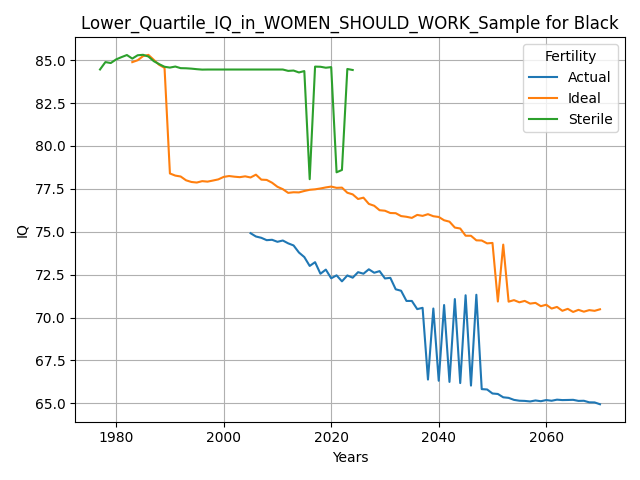 Lower_Quartile_IQ_in_WOMEN_SHOULD_WORK_Sample for Black
Fertility
Actual
Ideal
Sterile
IQ
85.0
82.5
80.0
77.5
75.0
72.5
70.0
67.5
65.0
1980 2000 2020 2040 2060
Years